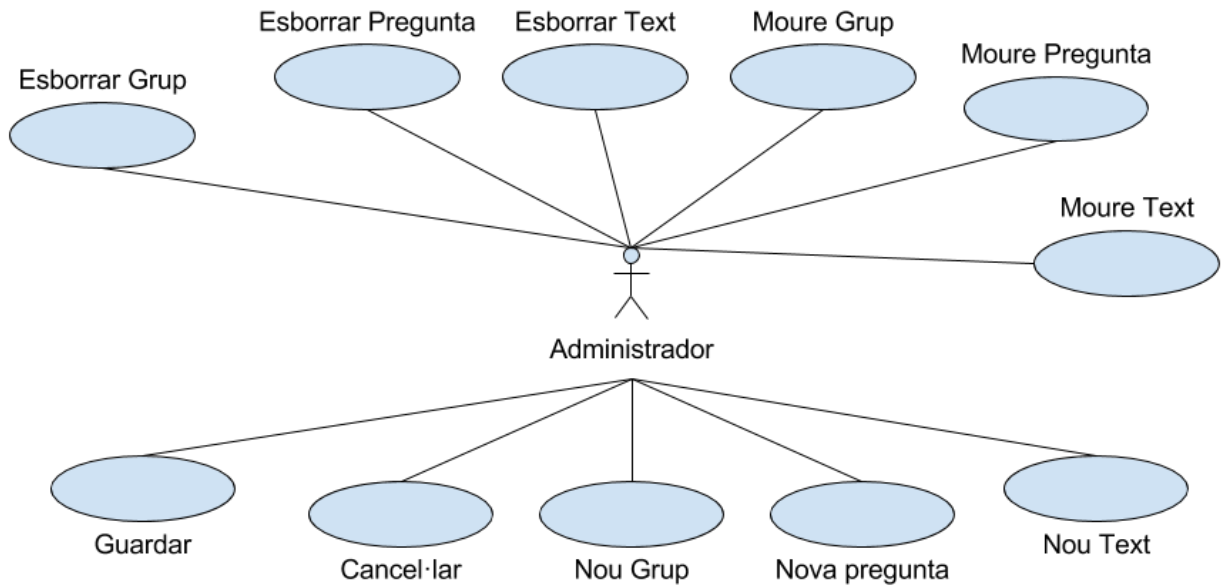 Esborrar Pregunta
Esborrar Text
Moure Grup
Moure Pregunta
Esborrar Grup
Moure Text
Administrador
Guardar
Cancel·lar
Nou Grup
Nova pregunta
Nou Text